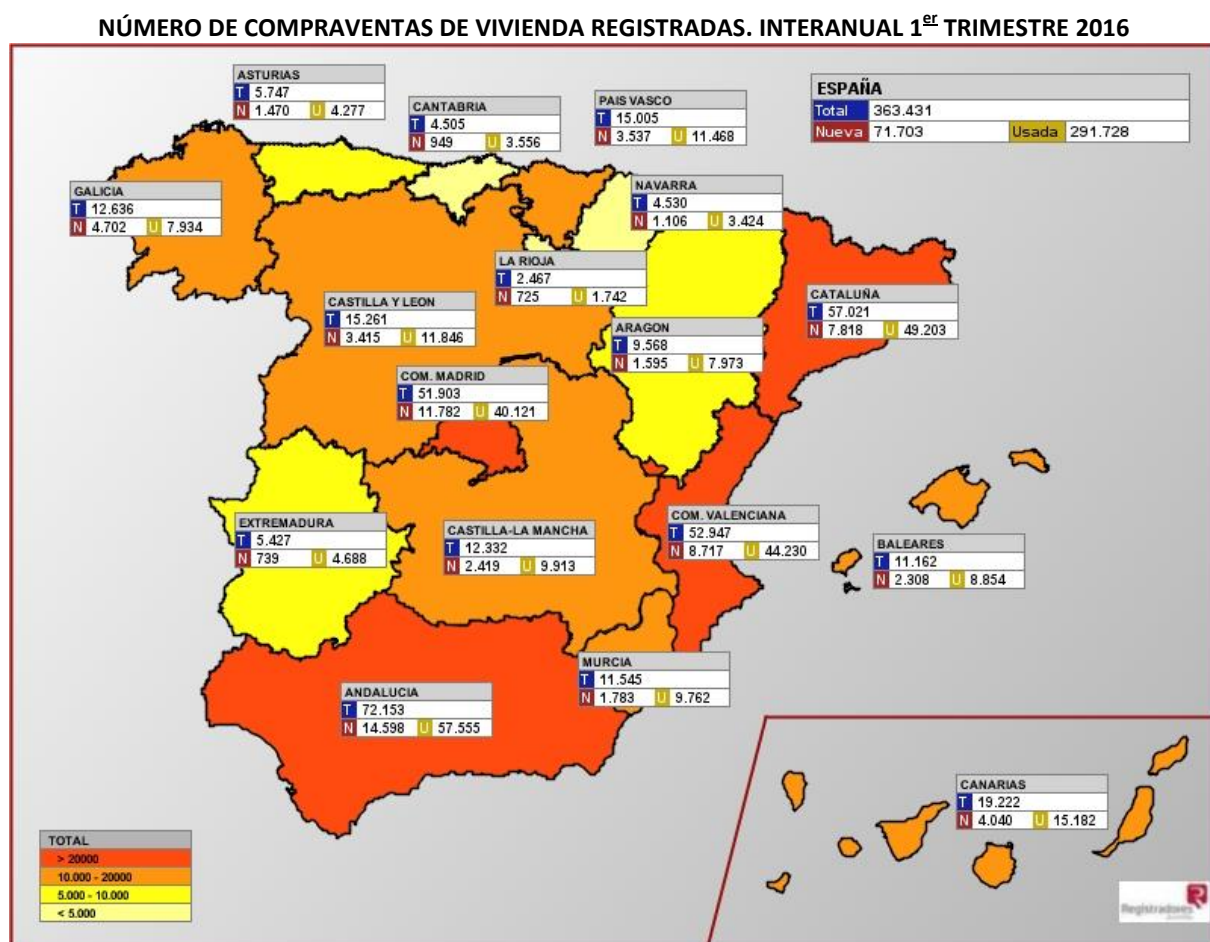 NÚMERO DE COMPRAVENTAS DE VIVIENDA REGISTRADAS. INTERANUAL 1er TRIMESTRE 2016
ASTURIAS
T 5.747
N 1.470 U 4.277
CANTABRIA
T 4.505
N 949 U 3.556
PAIS VASCO
T 15.005
N 3.537 U 11.468
ESPAÑA
Total 363.431
Nueva 71.703 Usada 291.728
GALICIA
T 12.636
N 4.702 U 7.934
NAVARRA
T 4.530
N 1.106 U 3.424
LA RIOJA
T 2.467
N 725 U 1.742
CASTILLA Y LEON
T 15.261
N 3.415 U 11.846
CATALUÑA
T 57.021
N 7.818 U 49.203
ARAGON
T 9.568
N 1.595 U 7.973
COM. MADRID
T 51.903
N 11.782 U 40.121
EXTREMADURA
T 5.427
N 739 U 4.688
CASTILLA-LA MANCHA
T 12.332
N 2.419 U 9.913
COM. VALENCIANA
T 52.947
N 8.717 U 44.230
BALEARES
T 11.162
N 2.308 U 8.854
MURCIA
T 11.545
N 1.783 U 9.762
ANDALUCIA
T 72.153
N 14.598 U 57.555
CANARIAS
T 19.222
N 4.040 U 15.182
TOTAL
> 20000
10.000 - 20000
5.000 - 10.000
< 5.000
Registradores